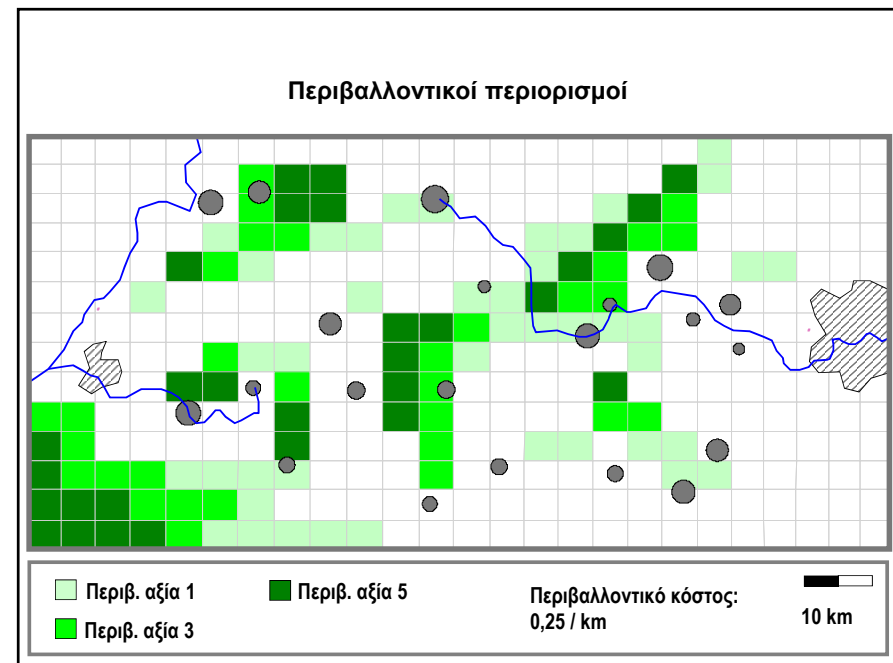 Περιβαλλοντικοί περιορισμοί
Περιβ. αξία 1
Περιβ. αξία 5
Περιβ. αξία 3
Περιβαλλοντικό κόστος:
0,25 / km
10 km